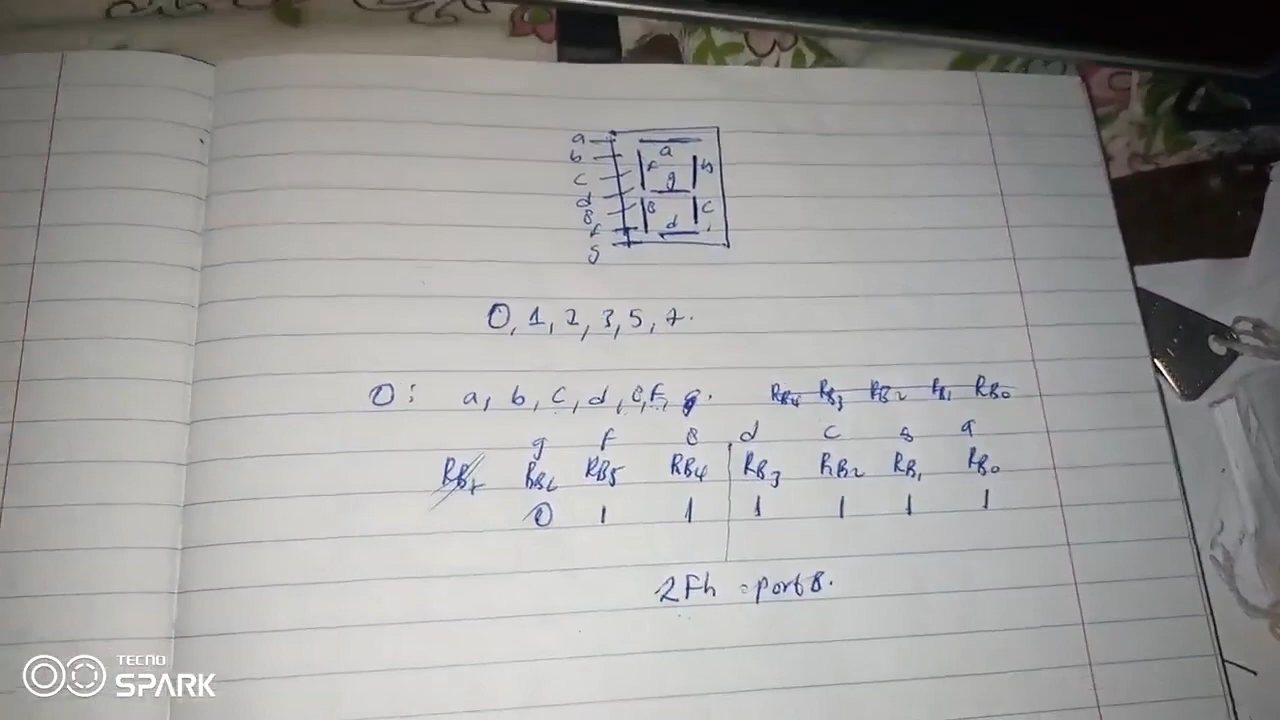 a
b
c
d
e
f
g
a
f b
g
e c
d
0, 1, 2, 3, 5, 7.
0: a, b, c, d, e, f, g. RB4 RB3 RB2 RB1 RB0
g f e d c b a
RB7 RB6 RB5 RB4 RB3 RB2 RB1 RB0
0 1 1 1 1 1 1
2Fh = portB.
TECNO
SPARK